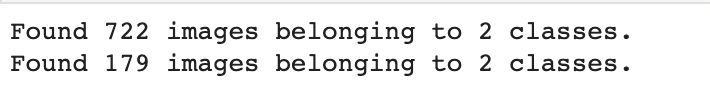 Found 722 images belonging to 2 classes.
Found 179 images belonging to 2 classes.